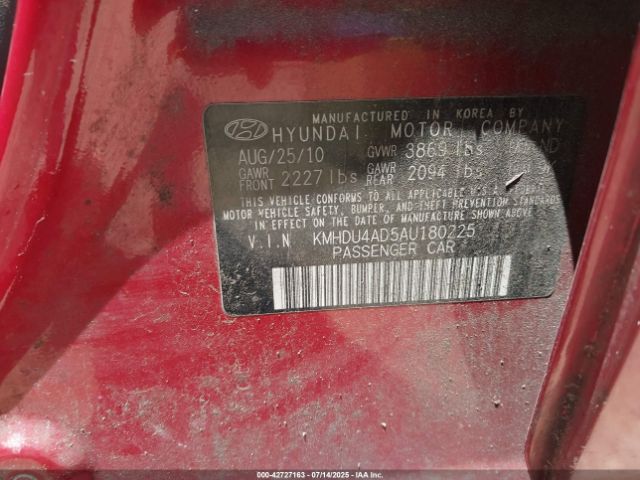 MANUFACTURED IN KOREA BY
HYUNDAI MOTOR COMPANY
AUG/25/10 GVWR 3869 lbs
GAWR FRONT 2227 lbs GAWR REAR 2094 lbs
THIS VEHICLE CONFORMS TO ALL APPLICABLE U.S.A FEDERAL
MOTOR VEHICLE SAFETY, BUMPER, AND THEFT PREVENTION STANDARDS
IN EFFECT ON THE DATE OF MANUFACTURE SHOWN ABOVE.
V.I.N KMHDU4AD5AU180225
PASSENGER CAR
000-42727163 07/14/2025 IAA Inc.